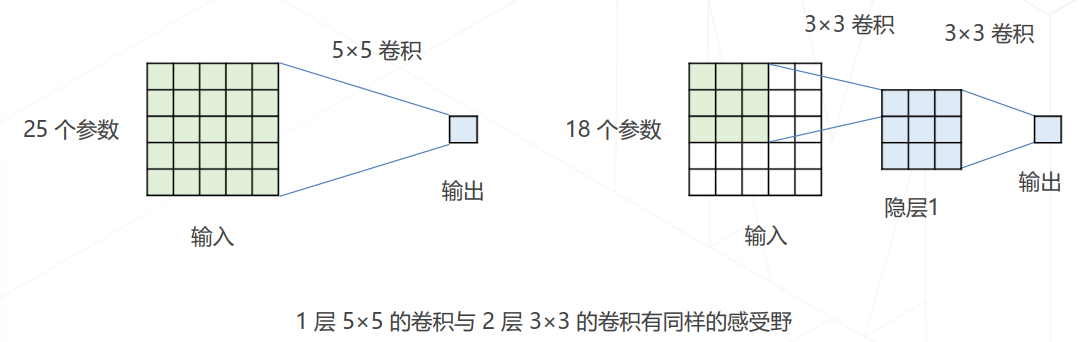 5×5 卷积
25 个参数
输入
输出
3×3 卷积
3×3 卷积
18 个参数
输入
隐层1
输出
1 层 5×5 的卷积与 2 层 3×3 的卷积有同样的感受野